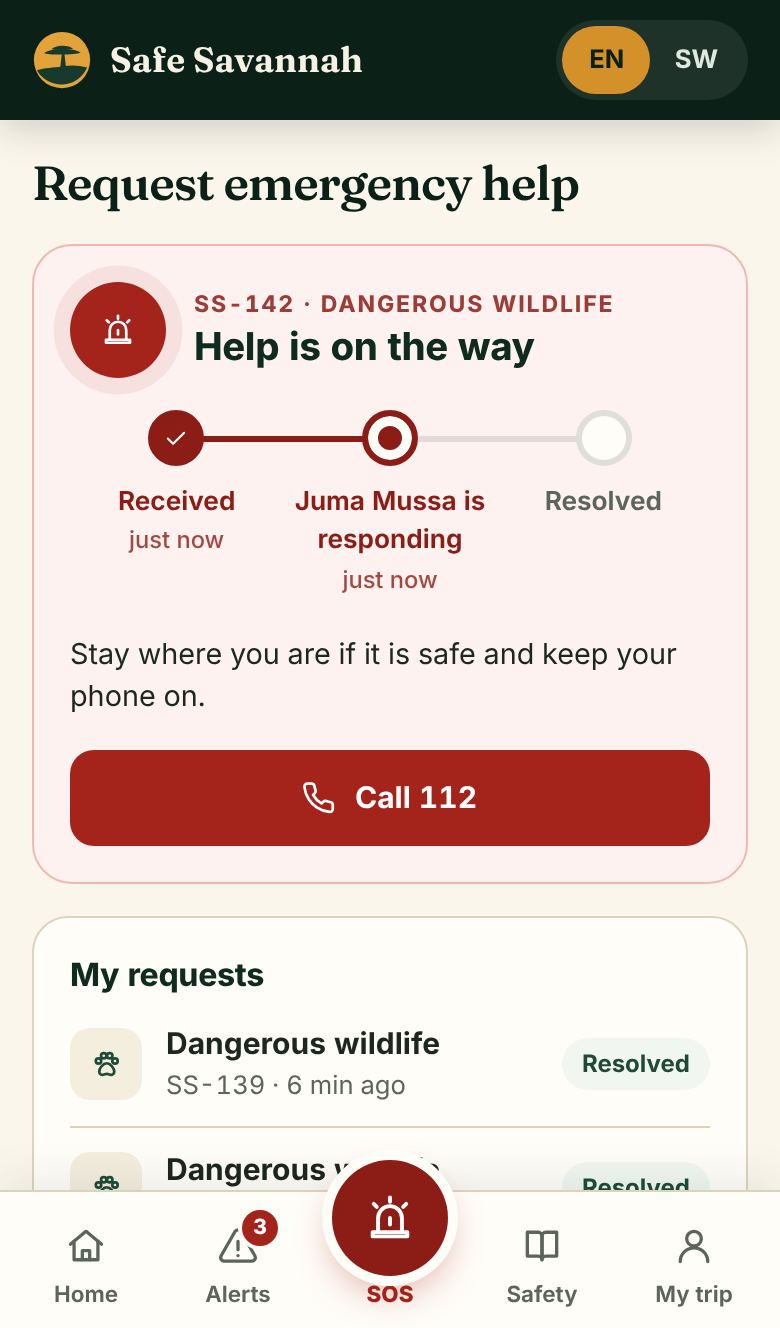 Safe Savannah
EN
SW
Request emergency help
SS-142 · DANGEROUS WILDLIFE
Help is on the way
Received
just now
Juma Mussa is
responding
just now
Resolved
Stay where you are if it is safe and keep your
phone on.
Call 112
My requests
Dangerous wildlife
SS-139 · 6 min ago
Resolved
Dangerous
Resolved
Home
3
Alerts
SOS
Safety
My trip